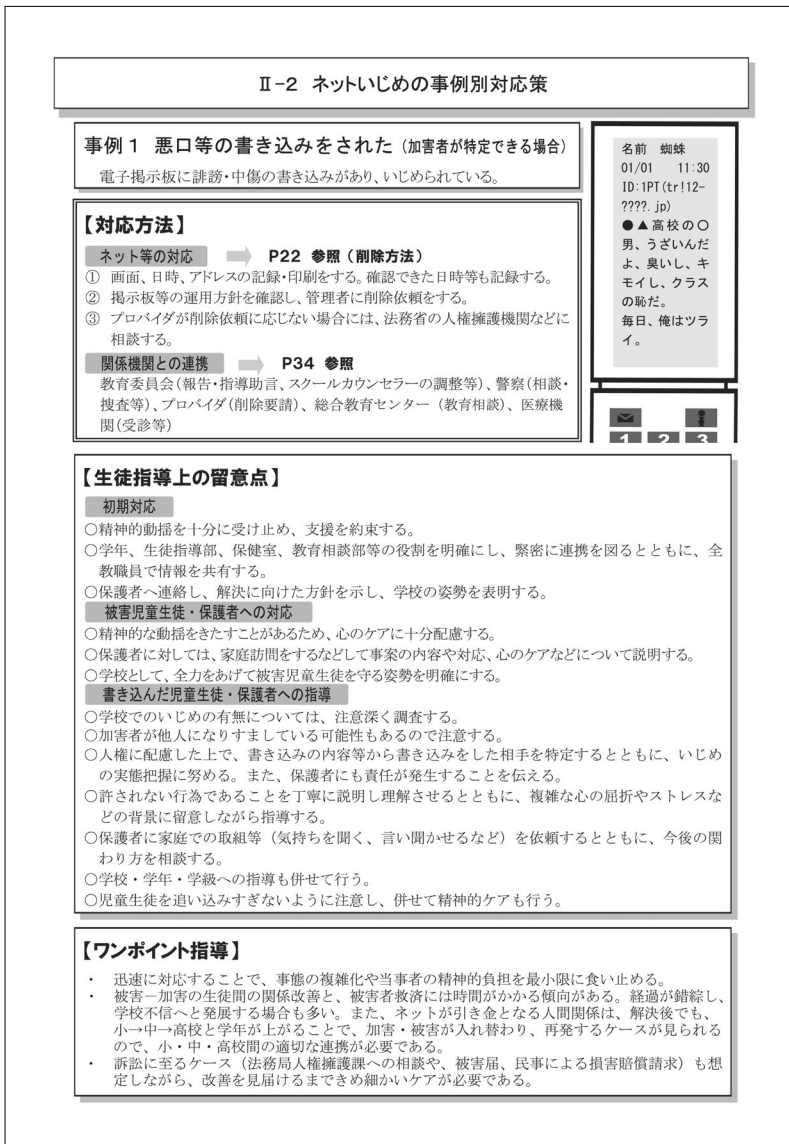 Ⅱ-2 ネットいじめの事例別対応策
事例1 悪口等の書き込みをされた(加害者が特定できる場合)
電子掲示板に誹謗・中傷の書き込みがあり、いじめられている。
名前 蜘蛛
01/01 11:30
ID:1PT(tr!12-
????.jp)
●▲高校の○
男、うざいんだ
よ、臭いし、キ
モイし、クラス
の恥だ。
毎日、俺はツラ
イ。
1 2 3
【対応方法】
ネット等の対応 P22 参照(削除方法)
① 画面、日時、アドレスの記録・印刷をする。確認できた日時等も記録する。
② 掲示板等の運用方針を確認し、管理者に削除依頼をする。
③ プロバイダが削除依頼に応じない場合には、法務省の人権擁護機関などに
相談する。
関係機関との連携 P34 参照
教育委員会(報告・指導助言、スクールカウンセラーの調整等)、警察(相談・
捜査等)、プロバイダ(削除要請)、総合教育センター(教育相談)、医療機
関(受診等)
【生徒指導上の留意点】
初期対応
○精神的動揺を十分に受け止め、支援を約束する。
○学年、生徒指導部、保健室、教育相談部等の役割を明確にし、緊密に連携を図るとともに、全
教職員で情報を共有する。
○保護者へ連絡し、解決に向けた方針を示し、学校の姿勢を表明する。
被害児童生徒・保護者への対応
○精神的な動揺をきたすことがあるため、心のケアに十分配慮する。
○保護者に対しては、家庭訪問をするなどして事案の内容や対応、心のケアなどについて説明する。
○学校として、全力をあげて被害児童生徒を守る姿勢を明確にする。
書き込んだ児童生徒・保護者への指導
○学校でのいじめの有無については、注意深く調査する。
○加害者が他人になりすましている可能性もあるので注意する。
○人権に配慮した上で、書き込みの内容等から書き込みをした相手を特定するとともに、いじめ
の実態把握に努める。また、保護者にも責任が発生することを伝える。
○許されない行為であることを丁寧に説明し理解させるとともに、複雑な心の屈折やストレスな
どの背景に留意しながら指導する。
○保護者に家庭での取組等(気持ちを聞く、言い聞かせるなど)を依頼するとともに、今後の関
わり方を相談する。
○学校・学年・学級への指導も併せて行う。
○児童生徒を追い込みすぎないように注意し、併せて精神的ケアも行う。
【ワンポイント指導】
・ 迅速に対応することで、事態の複雑化や当事者の精神的負担を最小限に食い止める。
・ 被害-加害の生徒間の関係改善と、被害者救済には時間がかかる傾向がある。経過が錯綜し、
学校不信へと発展する場合も多い。また、ネットが引き金となる人間関係は、解決後でも、
小→中→高校と学年が上がることで、加害・被害が入れ替わり、再発するケースが見られる
ので、小・中・高校間の適切な連携が必要である。
・ 訴訟に至るケース(法務局人権擁護課への相談や、被害届、民事による損害賠償請求)も想
定しながら、改善を見届けるまできめ細かいケアが必要である。